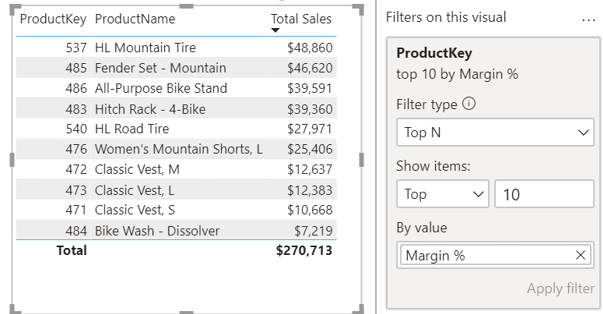 ProductKey ProductName Total Sales
537 HL Mountain Tire $48,860
485 Fender Set - Mountain $46,620
486 All-Purpose Bike Stand $39,591
483 Hitch Rack - 4-Bike $39,360
540 HL Road Tire $27,971
476 Women's Mountain Shorts, L $25,406
472 Classic Vest, M $12,637
473 Classic Vest, L $12,383
471 Classic Vest, S $10,668
484 Bike Wash - Dissolver $7,219
Total $270,713
Filters on this visual ...
ProductKey
top 10 by Margin %
Filter type
Top N
Show items:
Top 10
By value
Margin %
Apply filter